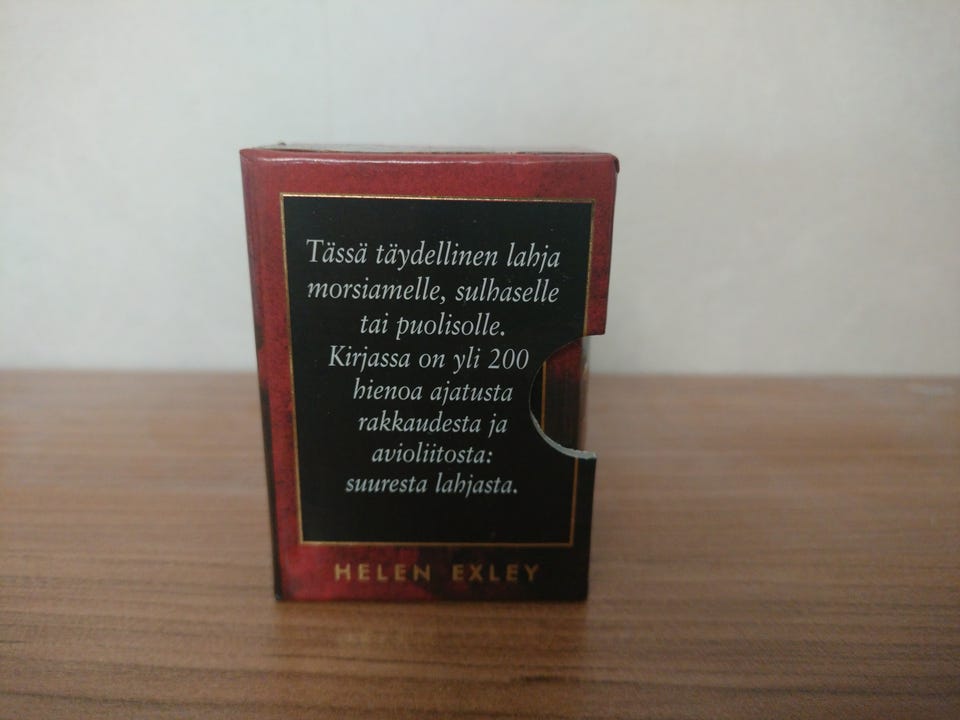 Tässä täydellinen lahja
morsiamelle, sulhaselle
tai puolisolle.
Kirjassa on yli 200
hienoa ajatusta
rakkaudesta ja
avioliitosta:
suuresta lahjasta.
HELEN EXLEY